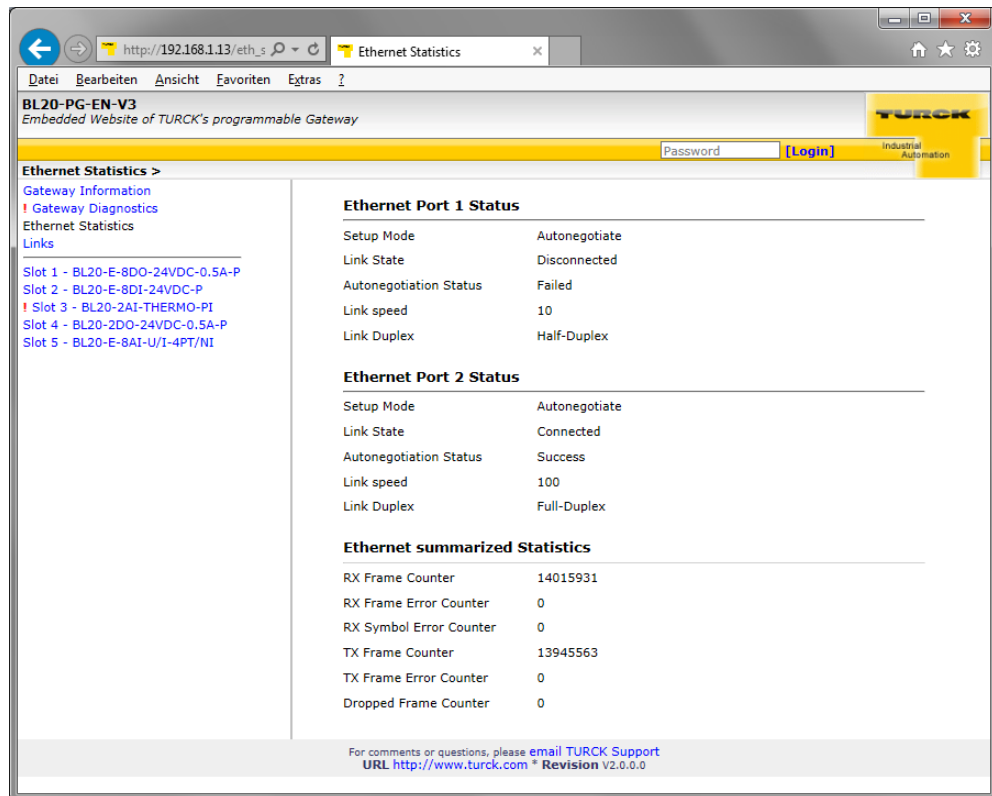 http://192.168.1.13/eth_s
Ethernet Statistics
Datei Bearbeiten Ansicht Favoriten Extras ?
BL20-PG-EN-V3
Embedded Website of TURCK's programmable Gateway
TURCK
Industrial
Automation
Password [Login]
Ethernet Statistics >
Gateway Information
! Gateway Diagnostics
Ethernet Statistics
Links
Slot 1 - BL20-E-8DO-24VDC-0.5A-P
Slot 2 - BL20-E-8DI-24VDC-P
! Slot 3 - BL20-2AI-THERMO-PI
Slot 4 - BL20-2DO-24VDC-0.5A-P
Slot 5 - BL20-E-8AI-U/I-4PT/NI
Ethernet Port 1 Status
Setup Mode Autonegotiate
Link State Disconnected
Autonegotiation Status Failed
Link speed 10
Link Duplex Half-Duplex
Ethernet Port 2 Status
Setup Mode Autonegotiate
Link State Connected
Autonegotiation Status Success
Link speed 100
Link Duplex Full-Duplex
Ethernet summarized Statistics
RX Frame Counter 14015931
RX Frame Error Counter 0
RX Symbol Error Counter 0
TX Frame Counter 13945563
TX Frame Error Counter 0
Dropped Frame Counter 0
For comments or questions, please email TURCK Support
URL http://www.turck.com * Revision V2.0.0.0